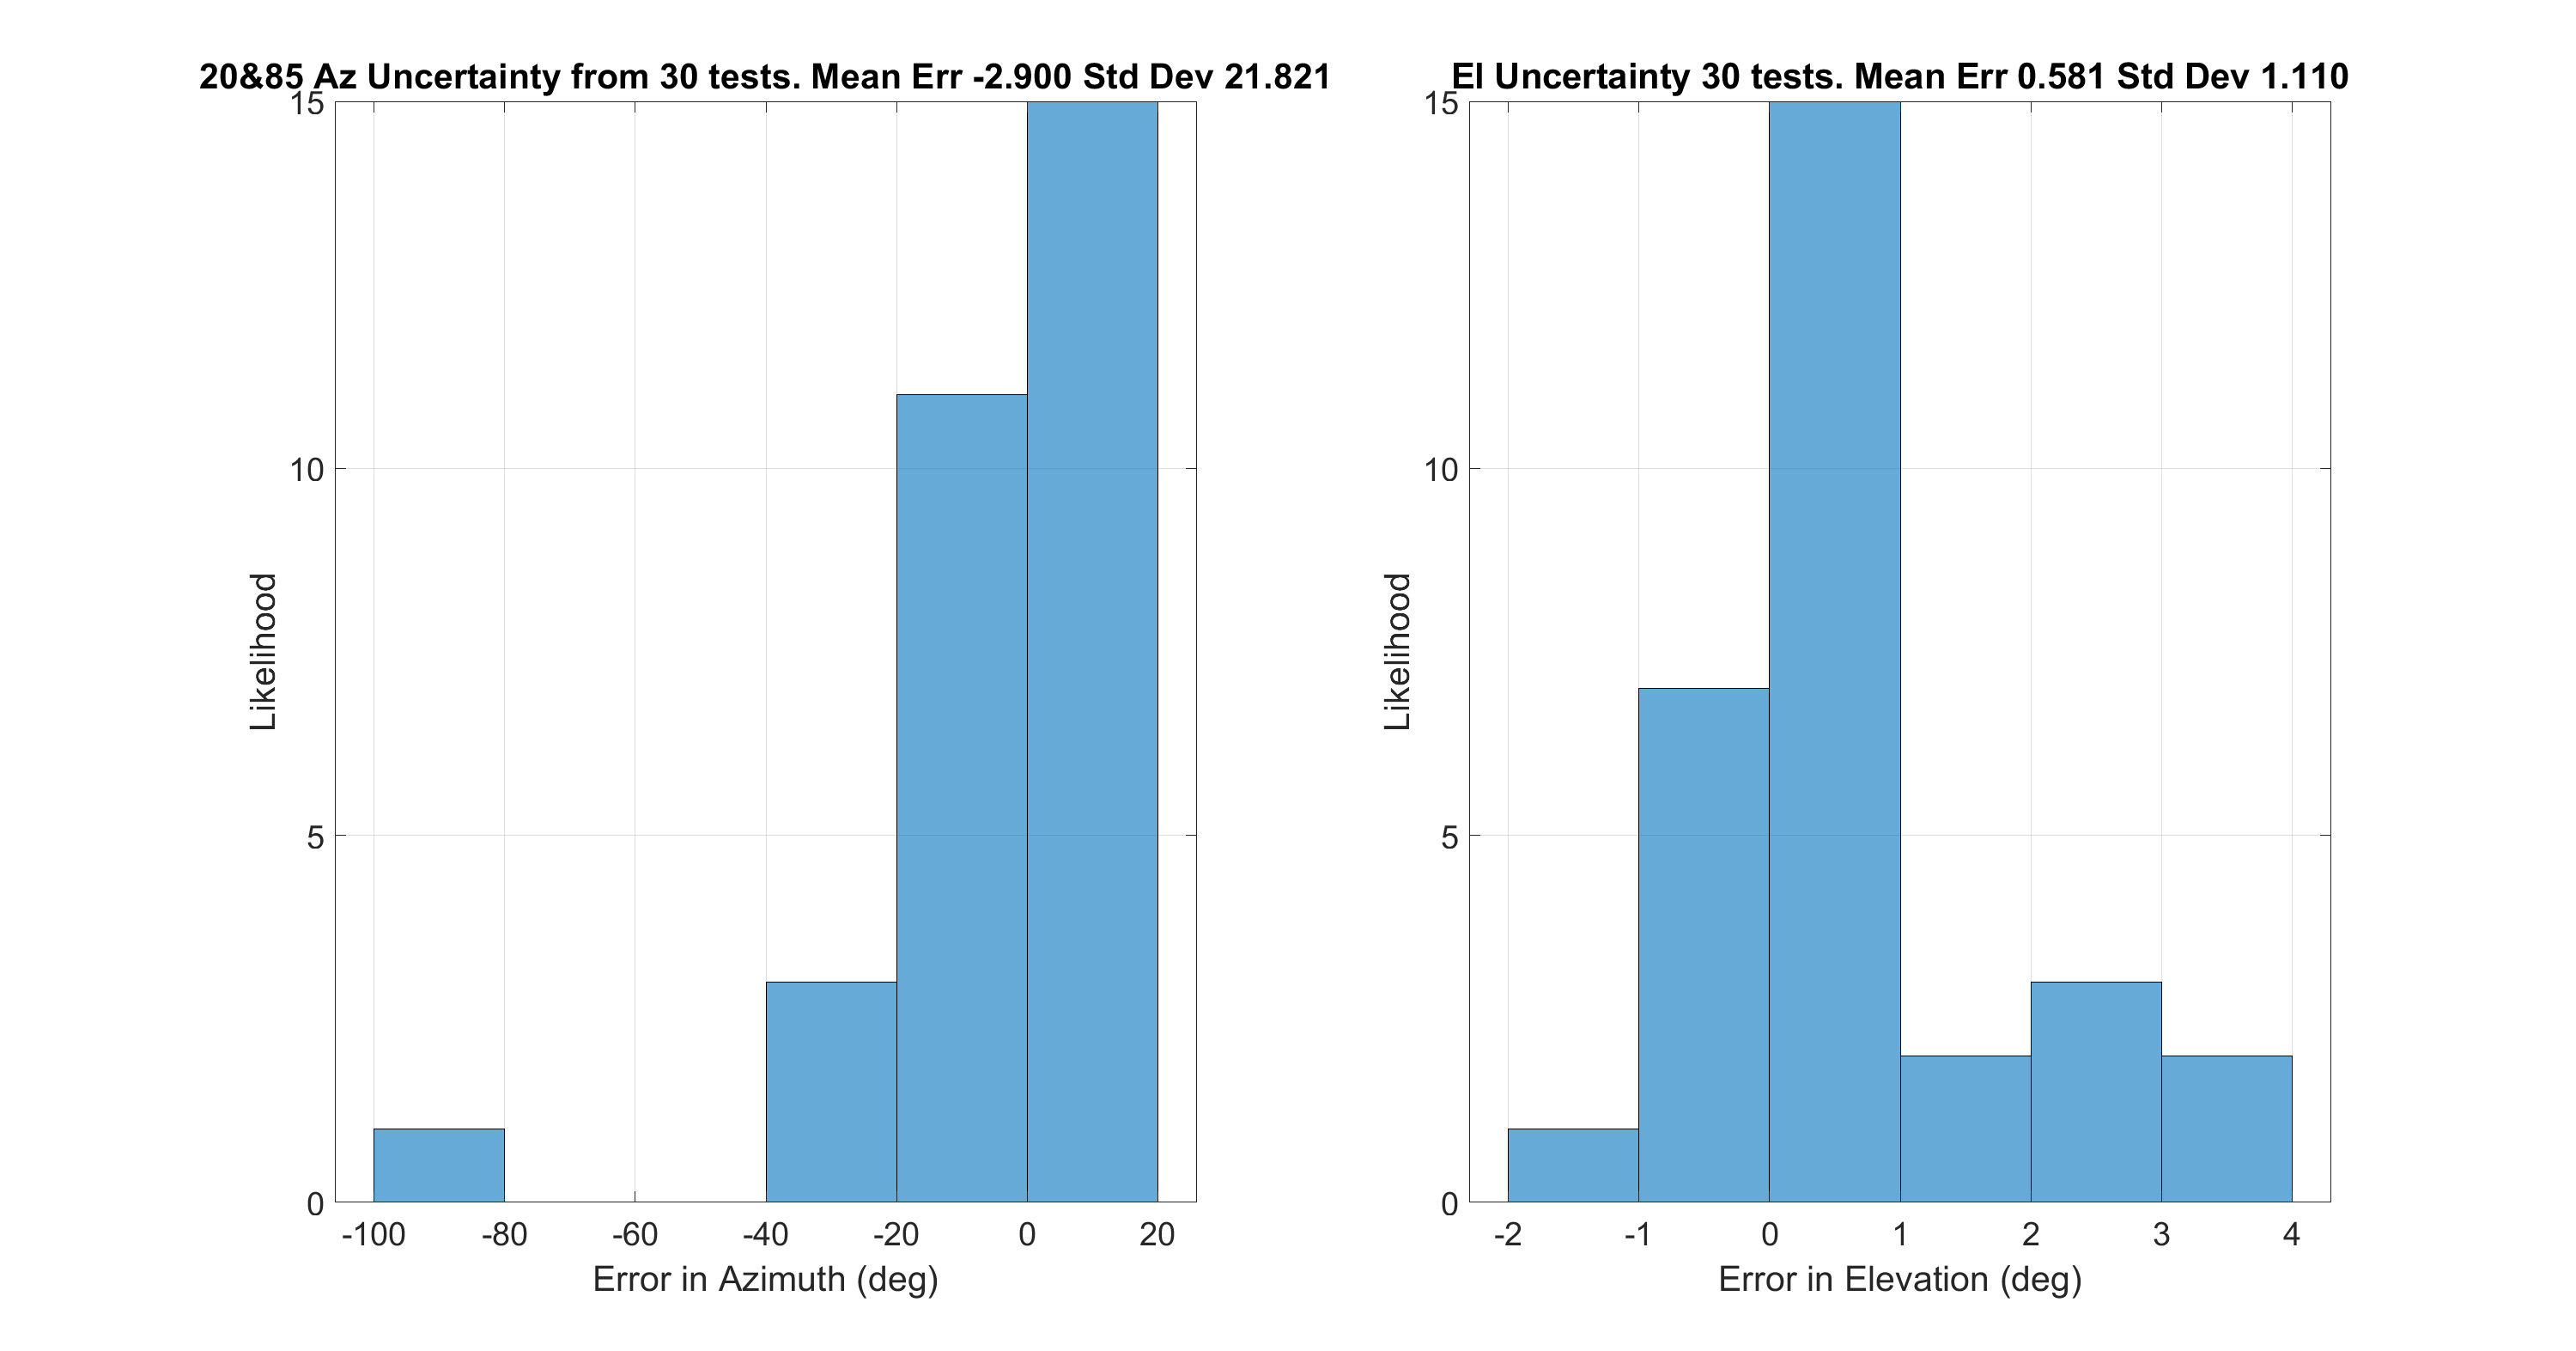 20&85 Az Uncertainty from 30 tests. Mean Err -2.900 Std Dev 21.821
15
10
5
0
Likelihood
-100 -80 -60 -40 -20 0 20
Error in Azimuth (deg)
El Uncertainty 30 tests. Mean Err 0.581 Std Dev 1.110
15
10
5
0
Likelihood
-2 -1 0 1 2 3 4
Error in Elevation (deg)